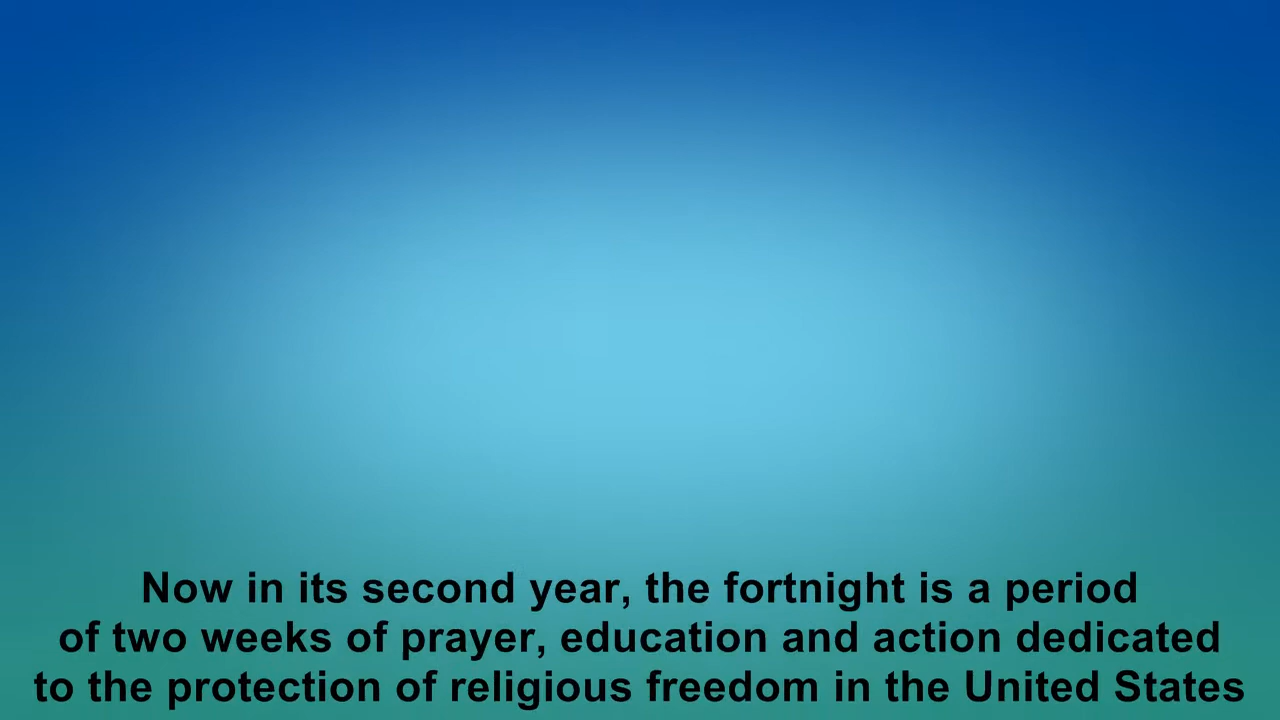 Now in its second year, the fortnight is a period
of two weeks of prayer, education and action dedicated
to the protection of religious freedom in the United States